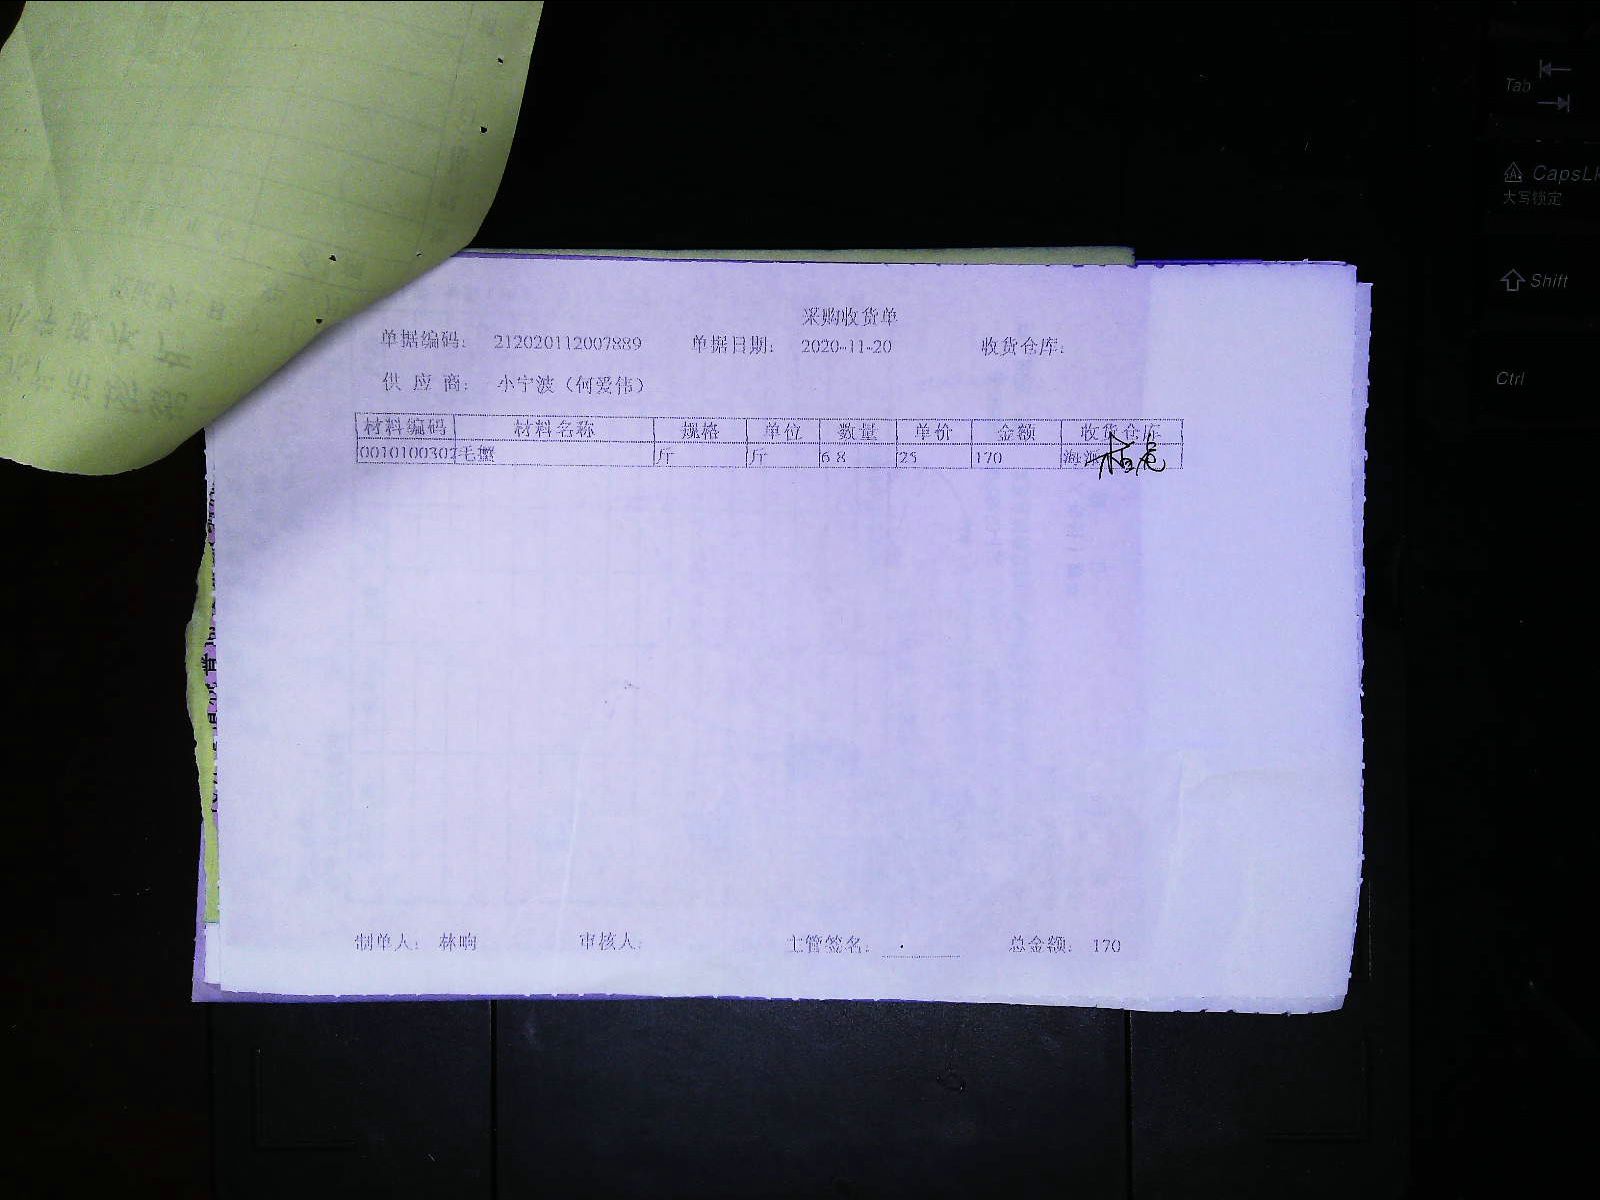 采购收货单
单据编码: 212020112007889 单据日期: 2020-11-20 收货仓库:
供应商: 小宁波（何爱伟）
材料编码 材料名称 规格 单位 数量 单价 金额 收货仓库
0010100302 毛蟹 斤 斤 6.8 25 170 海
制单人: 林响 审核人: 主管签名: 总金额: 170
Tab
CapsLk
大写锁定
Shift
Ctrl